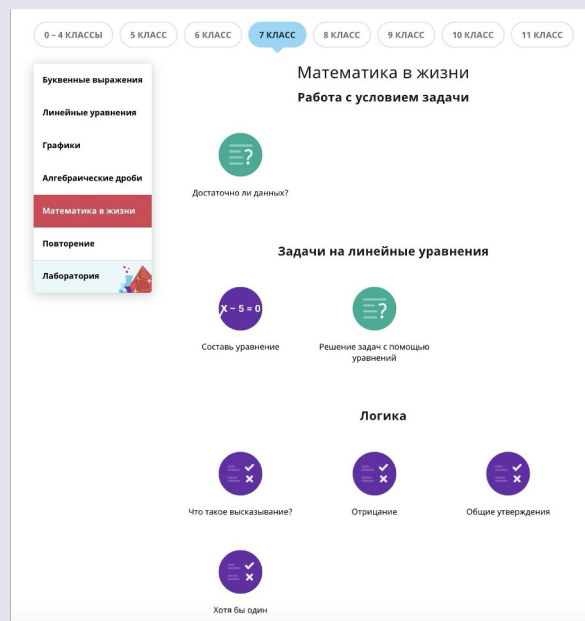 0 – 4 КЛАССЫ
5 КЛАСС
6 КЛАСС
7 КЛАСС
8 КЛАСС
9 КЛАСС
10 КЛАСС
11 КЛАСС
Буквенные выражения
Линейные уравнения
Графики
Алгебраические дроби
Математика в жизни
Повторение
Лаборатория
Математика в жизни
Работа с условием задачи
?
Достаточно ли данных?
Задачи на линейные уравнения
x – 5 = 0
?
Составь уравнение
Решение задач с помощью
уравнений
Логика
Что такое высказывание?
Отрицание
Общие утверждения
Хотя бы один